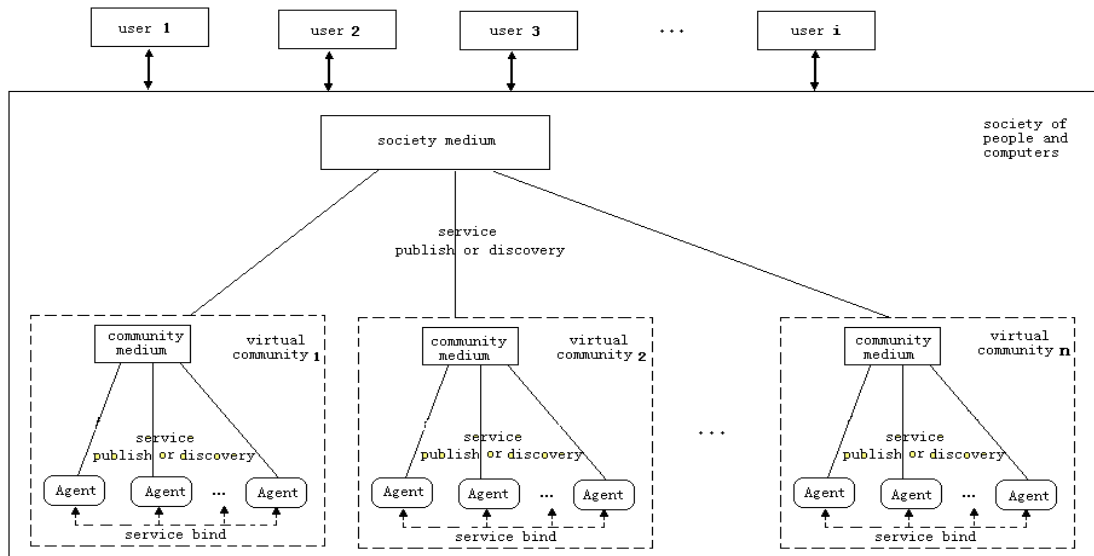 user 1
user 2
user 3
...
user i
society medium
society of
people and
computers
service
publish or discovery
community
medium
virtual
community 1
service
publish or discovery
Agent
Agent
...
Agent
service bind
community
medium
virtual
community 2
service
publish or discovery
Agent
Agent
...
Agent
service bind
...
community
medium
virtual
community n
service
publish or discovery
Agent
Agent
...
Agent
service bind